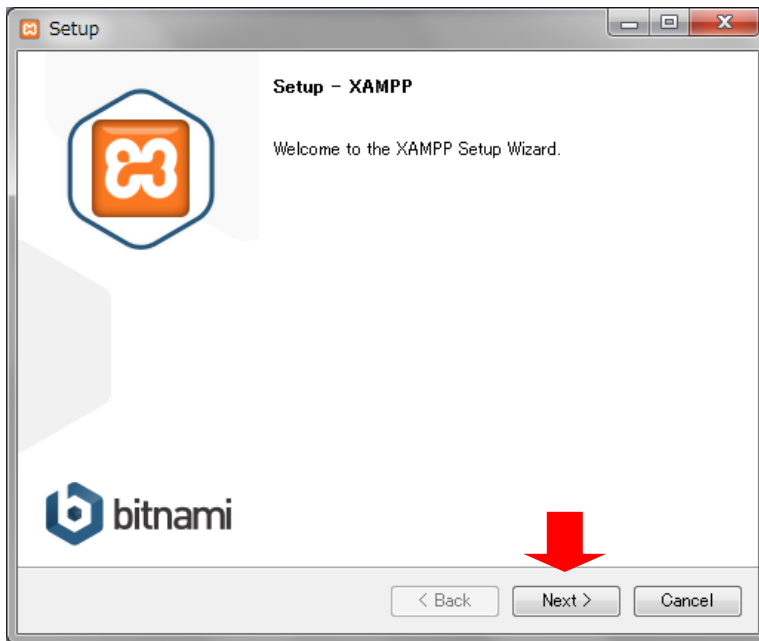 Setup
Setup - XAMPP
Welcome to the XAMPP Setup Wizard.
bitnami
< Back
Next >
Cancel